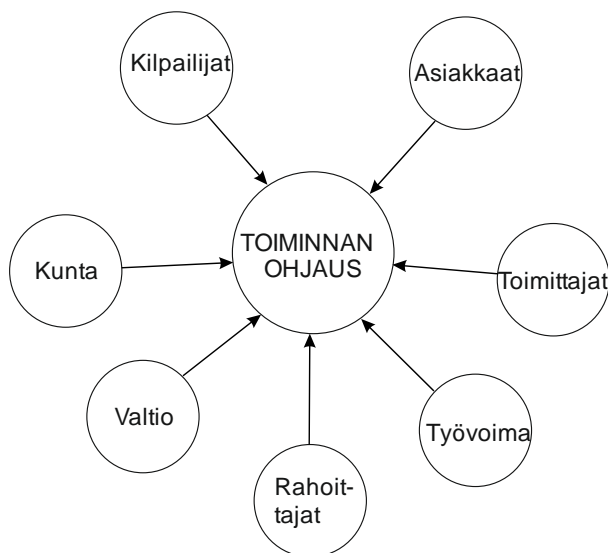 Kilpailijat
Asiakkaat
TOIMINNAN
OHJAUS
Kunta
Toimittajat
Valtio
Työvoima
Rahoit-
tajat